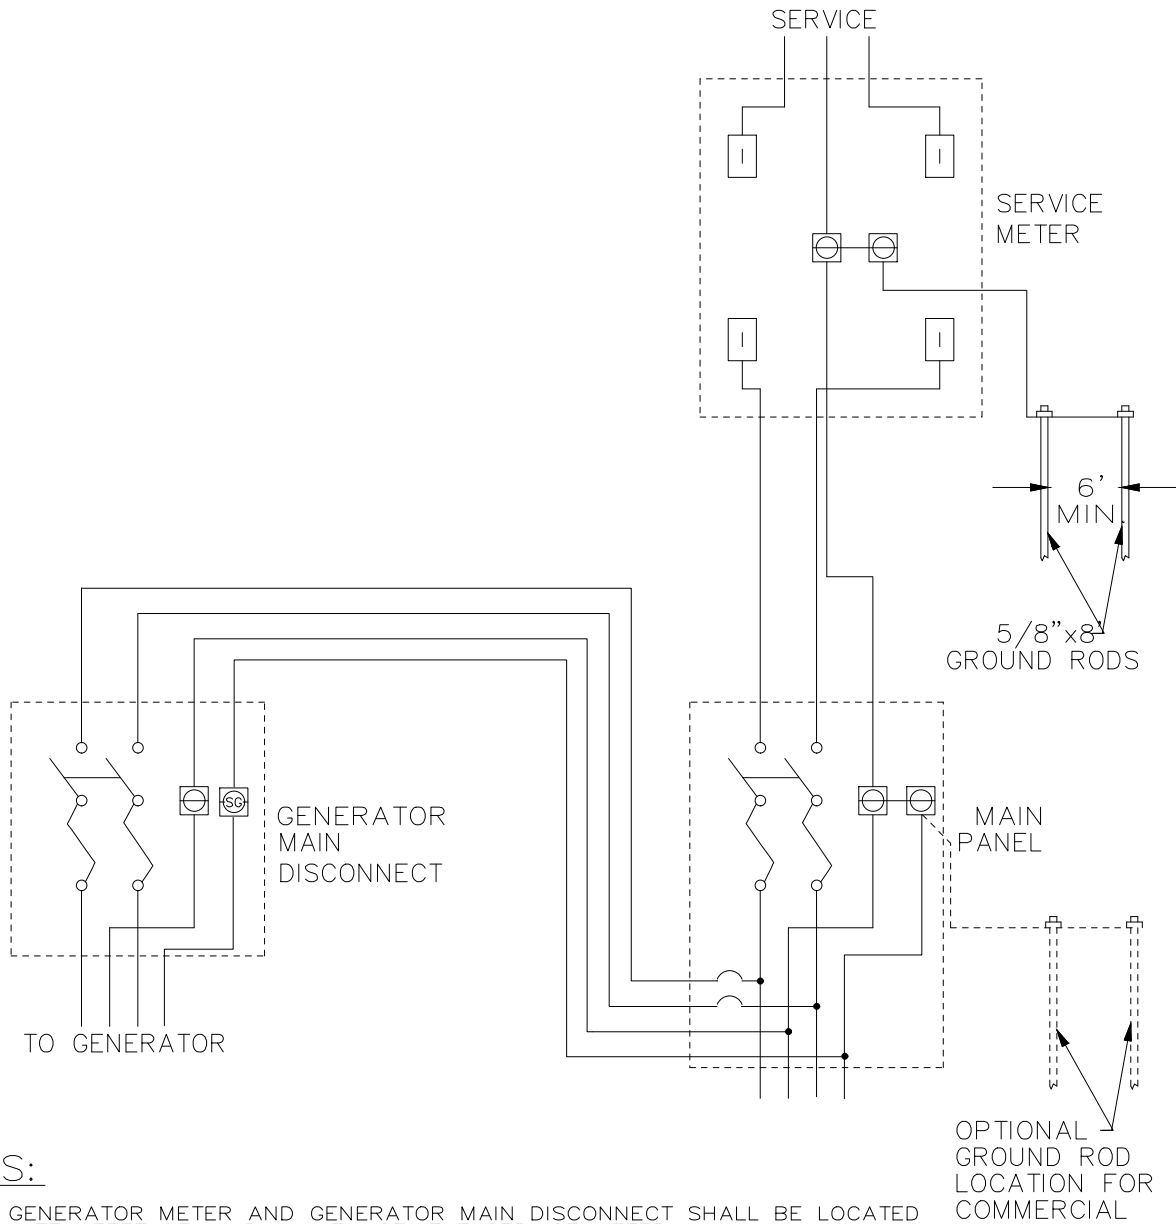 SERVICE
SERVICE
METER
6'
MIN.
5/8"x8'
GROUND RODS
SG
GENERATOR
MAIN
DISCONNECT
MAIN
PANEL
TO GENERATOR
OPTIONAL
GROUND ROD
LOCATION FOR
COMMERCIAL
S:
GENERATOR METER AND GENERATOR MAIN DISCONNECT SHALL BE LOCATED